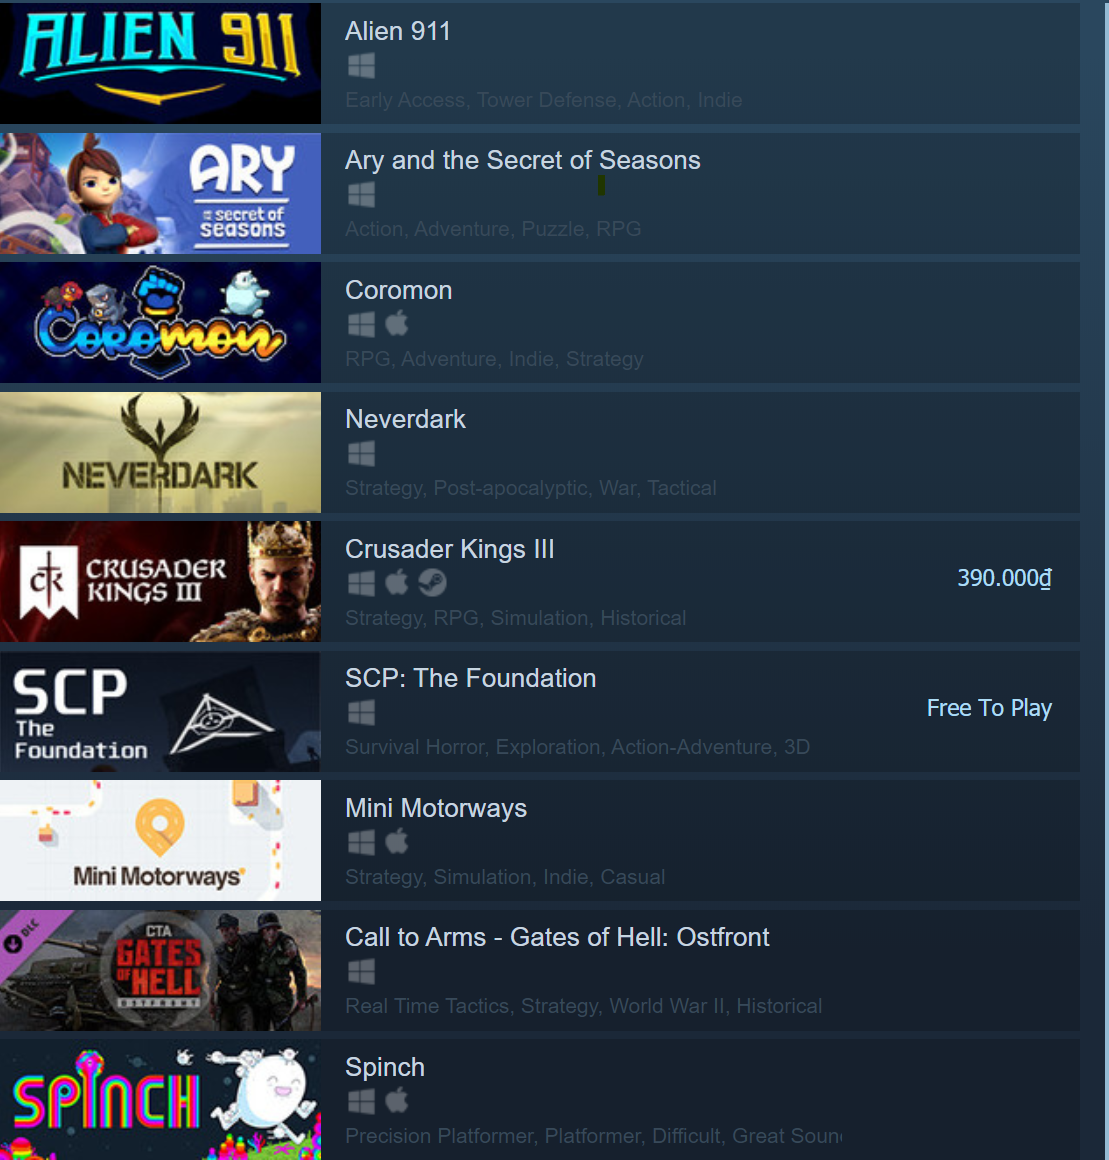 ALIEN 911
Alien 911
Early Access, Tower Defense, Action, Indie
ARY
secret of
seasons
Ary and the Secret of Seasons
Action, Adventure, Puzzle, RPG
COROMON
Coromon
RPG, Adventure, Indie, Strategy
NEVERDARK
Neverdark
Strategy, Post-apocalyptic, War, Tactical
CK
CRUSADER
KINGS III
Crusader Kings III
390.000₫
Strategy, RPG, Simulation, Historical
SCP
The
Foundation
SCP: The Foundation
Free To Play
Survival Horror, Exploration, Action-Adventure, 3D
Mini Motorways
Mini Motorways
Strategy, Simulation, Indie, Casual
DLC
CTA
GATES
OF HELL
OSTFRONT
Call to Arms - Gates of Hell: Ostfront
Real Time Tactics, Strategy, World War II, Historical
SPINCH
Spinch
Precision Platformer, Platformer, Difficult, Great Soun